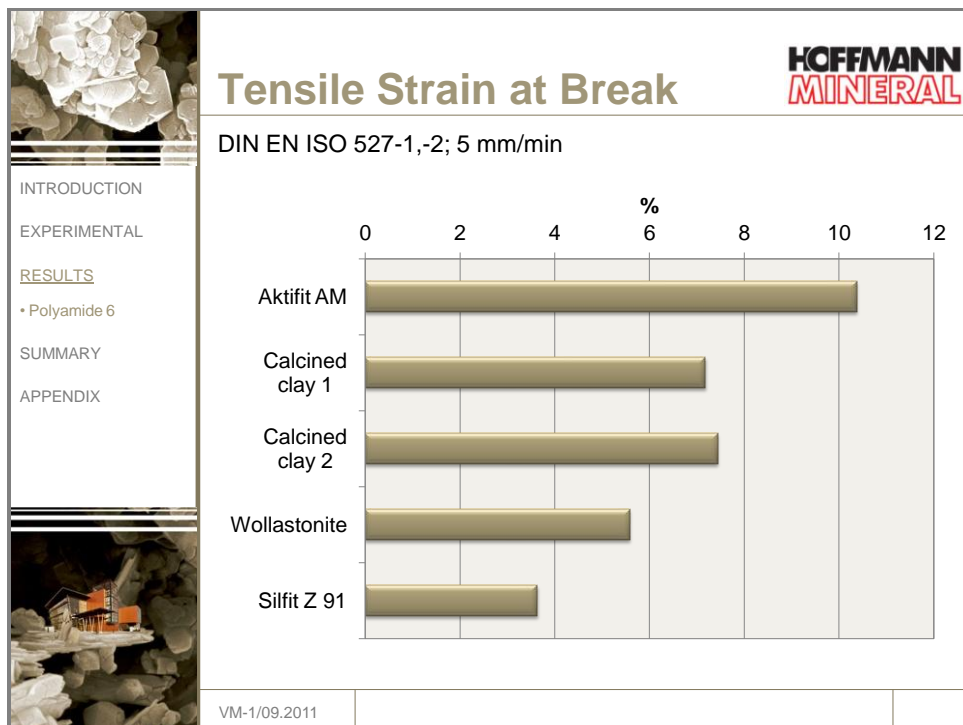 Tensile Strain at Break
HOFFMANN
MINERAL
DIN EN ISO 527-1,-2; 5 mm/min
INTRODUCTION
EXPERIMENTAL
RESULTS
• Polyamide 6
SUMMARY
APPENDIX
%
0 2 4 6 8 10 12
Aktifit AM
Calcined
clay 1
Calcined
clay 2
Wollastonite
Silfit Z 91
VM-1/09.2011